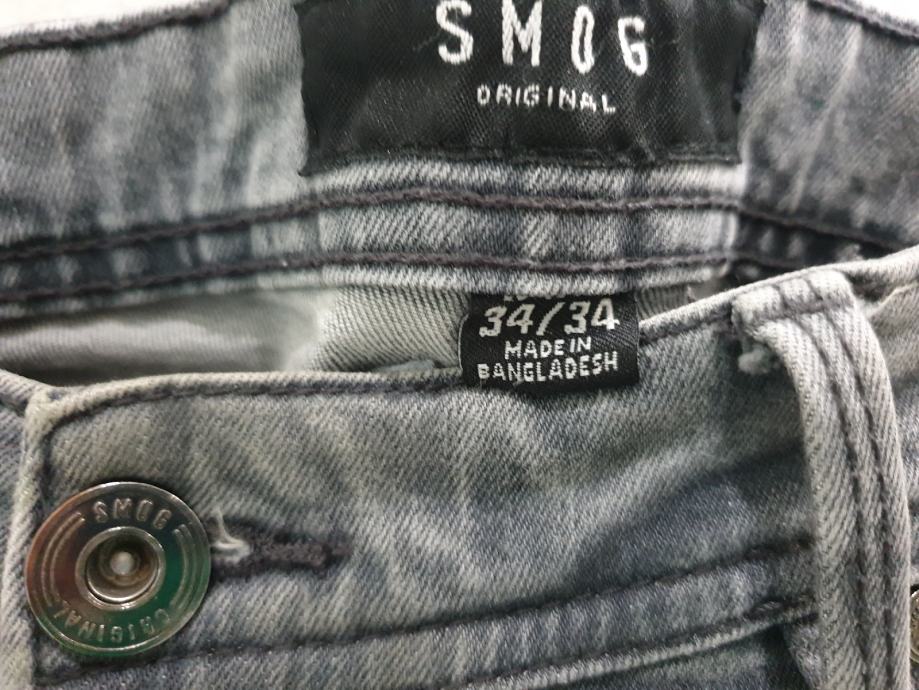 SMOG
ORIGINAL
34/34
MADE IN
BANGLADESH
SMOG
ORIGINAL